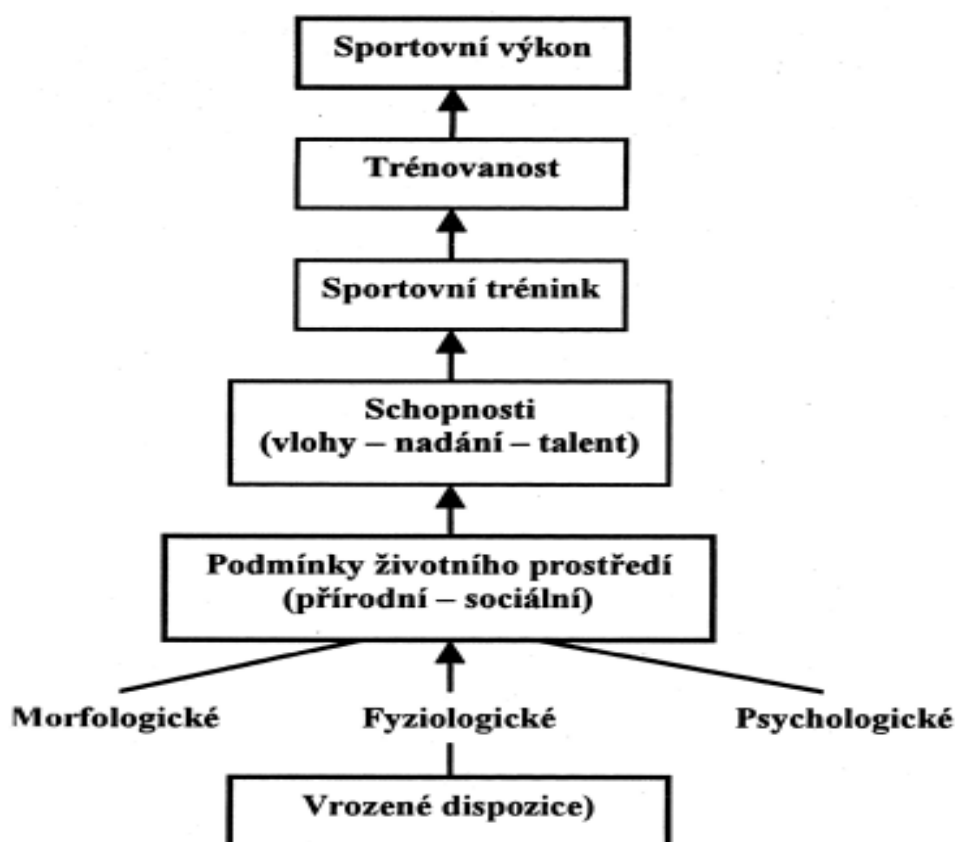 Sportovní výkon
Trénovanost
Sportovní trénink
Schopnosti
(vlohy – nadání – talent)
Podmínky životního prostředí
(přírodní – sociální)
Morfologické Fyziologické Psychologické
Vrozené dispozice)